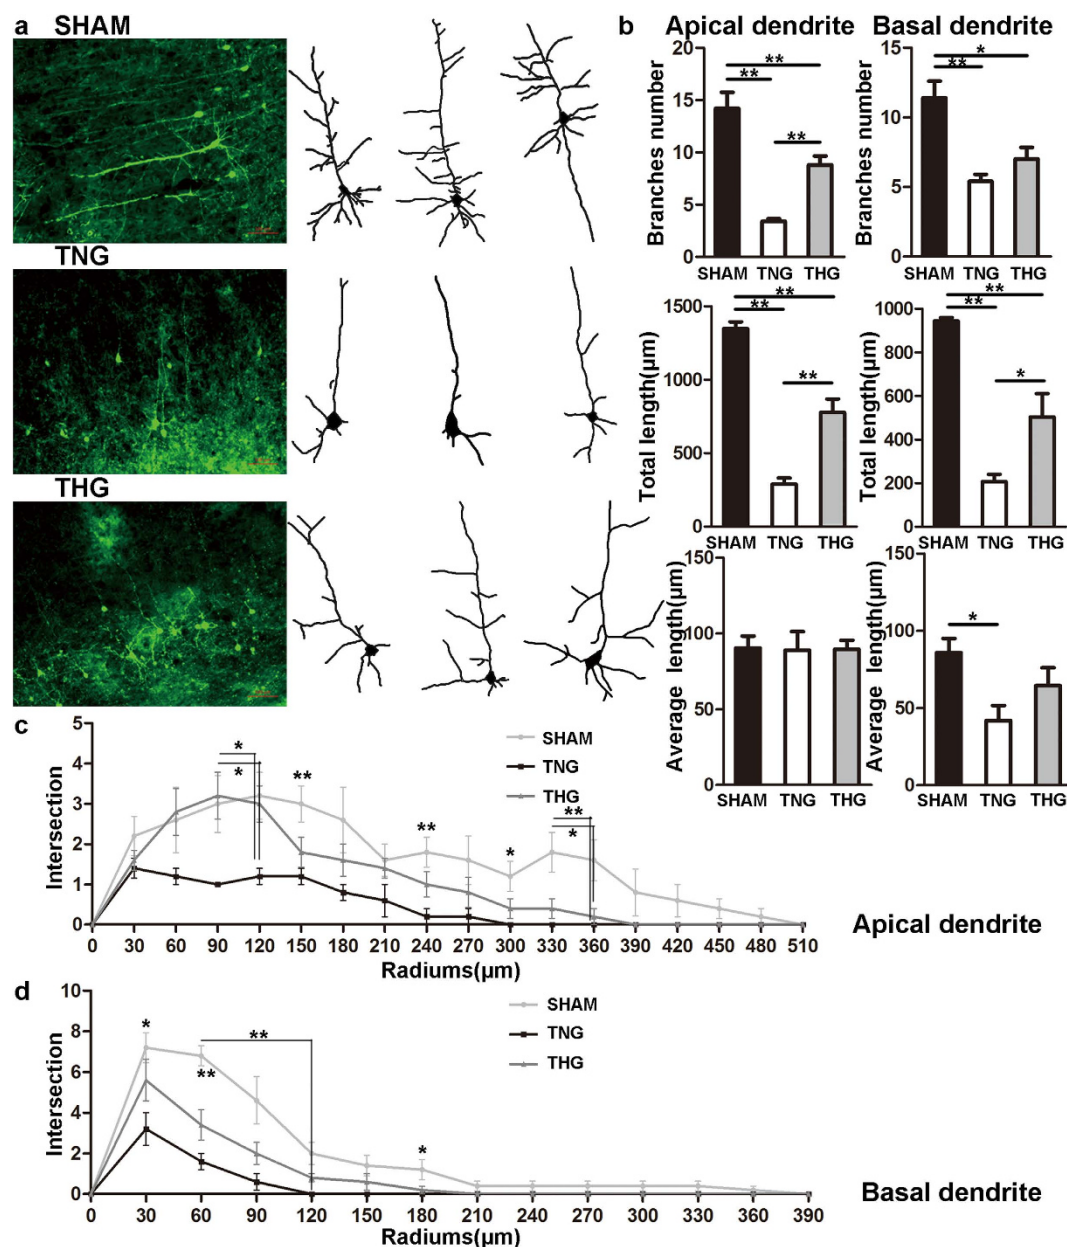 a SHAM
TNG
THG
b Apical dendrite Basal dendrite
Branches number
20
15
10
5
0
** ** **
SHAM TNG THG
Branches number
15
10
5
0
* **
SHAM TNG THG
Total length(μm)
1500
1000
500
0
** ** **
SHAM TNG THG
Total length(μm)
1000
800
600
400
200
0
** ** *
SHAM TNG THG
Average length(μm)
150
100
50
0
SHAM TNG THG
Average length(μm)
150
100
50
0
*
SHAM TNG THG
c
Intersection
5
4
3
2
1
0
SHAM
TNG
THG
* * ** ** * ** *
0 30 60 90 120 150 180 210 240 270 300 330 360 390 420 450 480 510
Radiums(μm)
Apical dendrite
d
Intersection
10
8
6
4
2
0
SHAM
TNG
THG
* ** ** *
0 30 60 90 120 150 180 210 240 270 300 330 360 390
Radiums(μm)
Basal dendrite